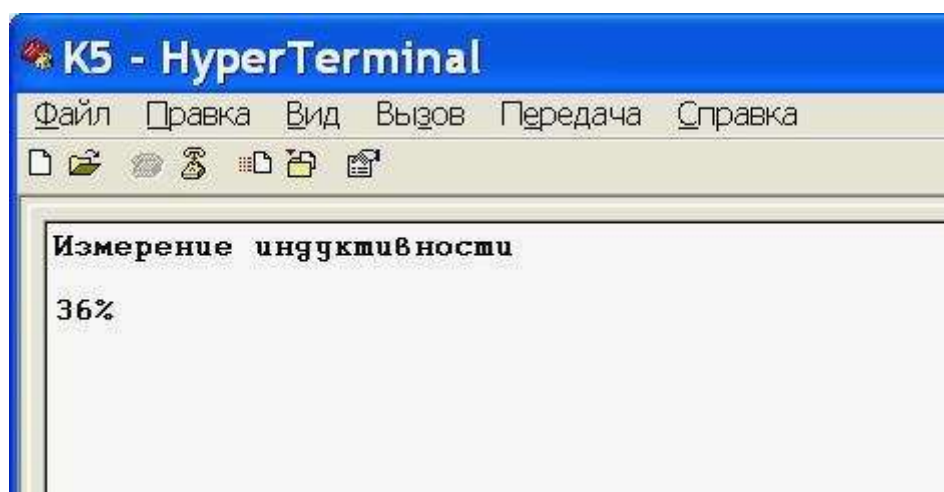 K5 - HyperTerminal
Файл Правка Вид Вызов Передача Справка
Измерение индуктивности
36%